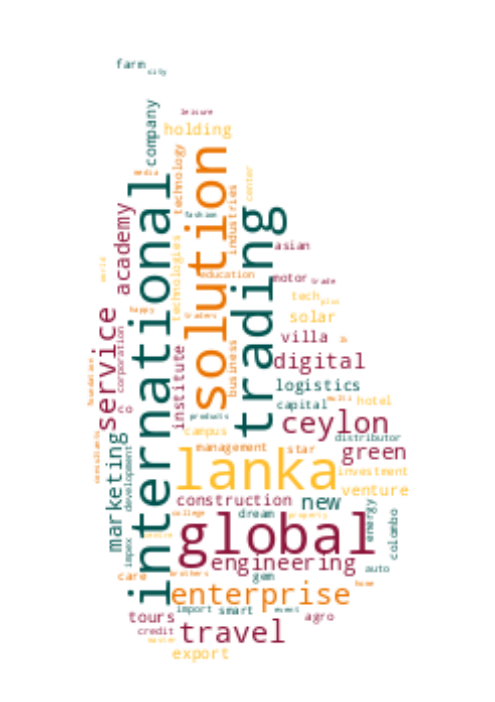 farm
city
company
leisure
holding
media
technology
solution
international
center
academy
fashion
industries
trading
asian
world
technologies
education
motor
trade
tech
plus
happy
traders
solar
service
corporation
villa
institute
business
digital
foundation
logistics
capital
multi
hotel
co
products
ceylon
campus
distributor
marketing
consultants
development
management
star
green
lanka
investment
venture
construction
new
college
dream
property
energy
colombo
global
impex
engineering
auto
care
brothers
gem
home
enterprise
import
smart
event
agro
tours
credit
travel
export